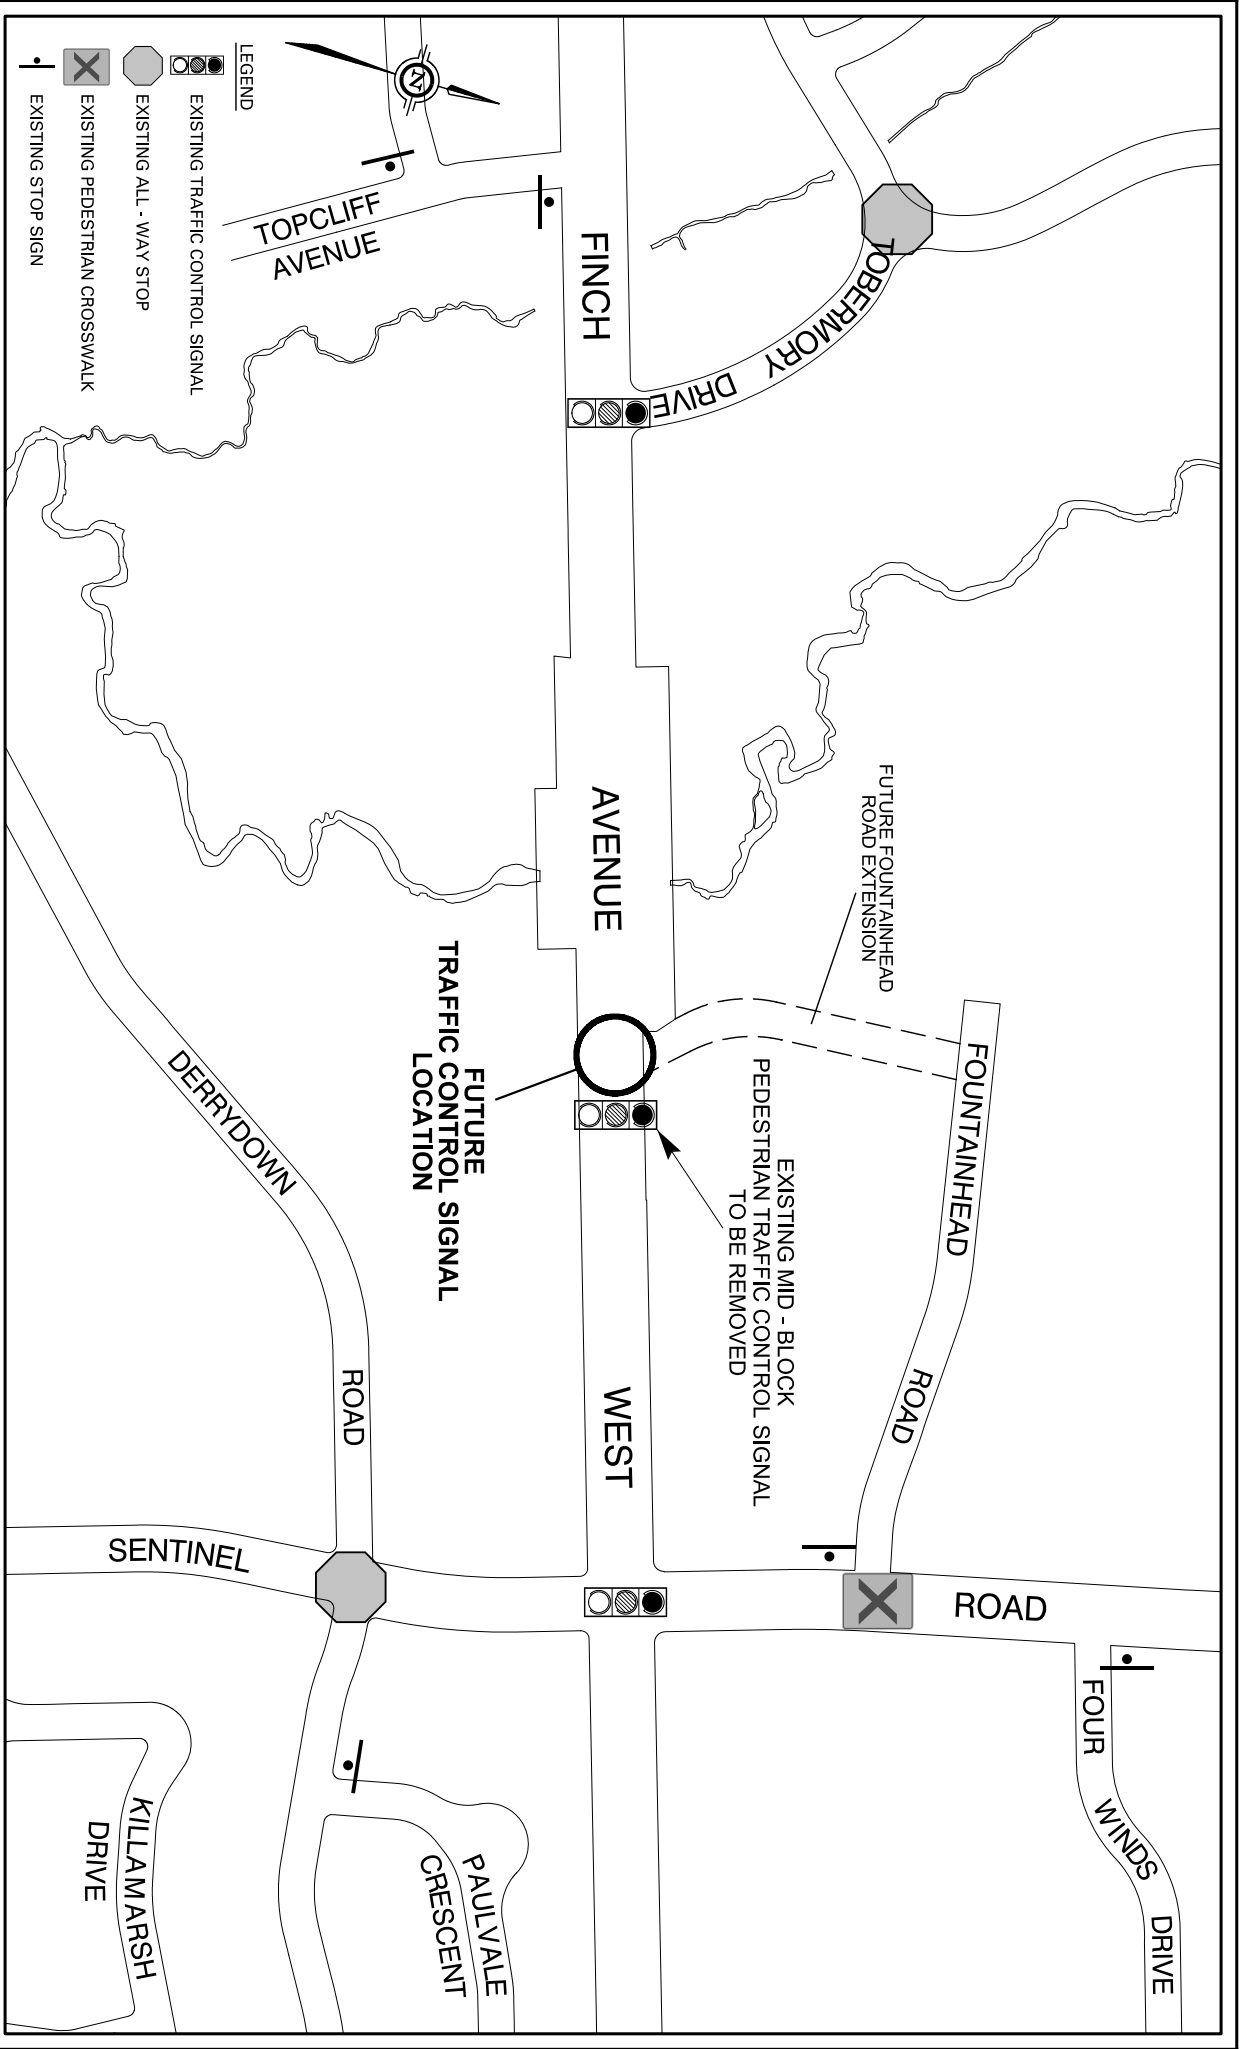 LEGEND
EXISTING TRAFFIC CONTROL SIGNAL
EXISTING ALL - WAY STOP
EXISTING PEDESTRIAN CROSSWALK
EXISTING STOP SIGN
N
TOPCLIFF
AVENUE
FINCH
AVENUE
WEST
TOBERMORY DRIVE
FUTURE FOUNTAINHEAD
ROAD EXTENSION
FOUNTAINHEAD
ROAD
EXISTING MID - BLOCK
PEDESTRIAN TRAFFIC CONTROL SIGNAL
TO BE REMOVED
FUTURE
TRAFFIC CONTROL SIGNAL
LOCATION
DERRYDOWN
ROAD
SENTINEL
ROAD
FOUR
WINDS
DRIVE
PAULVALE
CRESCENT
KILLAMARSH
DRIVE